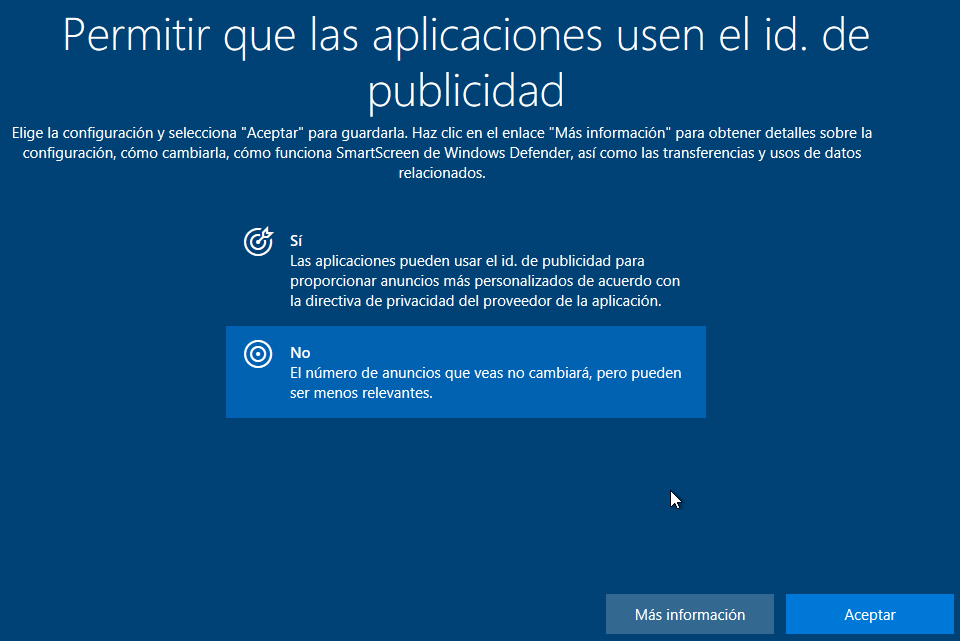 Permitir que las aplicaciones usen el id. de
publicidad
Elige la configuración y selecciona "Aceptar" para guardarla. Haz clic en el enlace "Más información" para obtener detalles sobre la
configuración, cómo cambiarla, cómo funciona SmartScreen de Windows Defender, así como las transferencias y usos de datos
relacionados.
Sí
Las aplicaciones pueden usar el id. de publicidad para
proporcionar anuncios más personalizados de acuerdo con
la directiva de privacidad del proveedor de la aplicación.
No
El número de anuncios que veas no cambiará, pero pueden
ser menos relevantes.
Más información
Aceptar